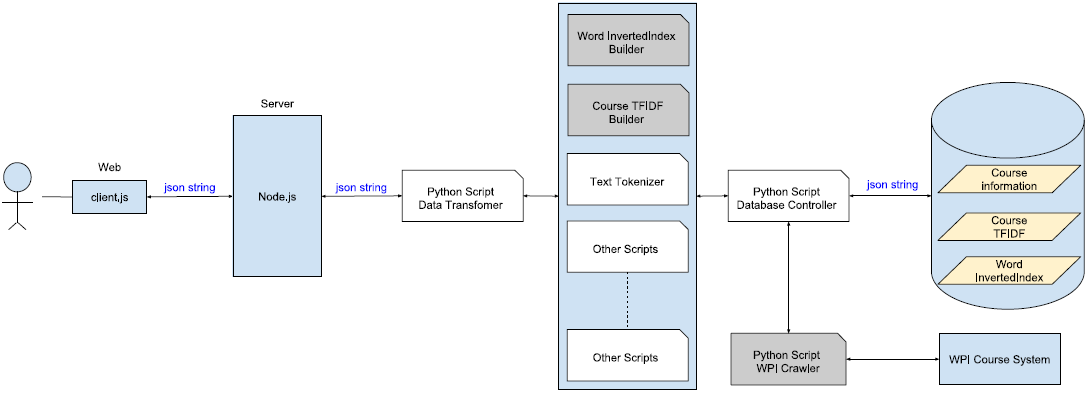 Web
client.js
json string
Server
Node.js
json string
Python Script
Data Transfomer
Word InvertedIndex
Builder
Course TFIDF
Builder
Text Tokenizer
Other Scripts
Other Scripts
Python Script
Database Controller
json string
Course
information
Course
TFIDF
Word
InvertedIndex
Python Script
WPI Crawler
WPI Course System